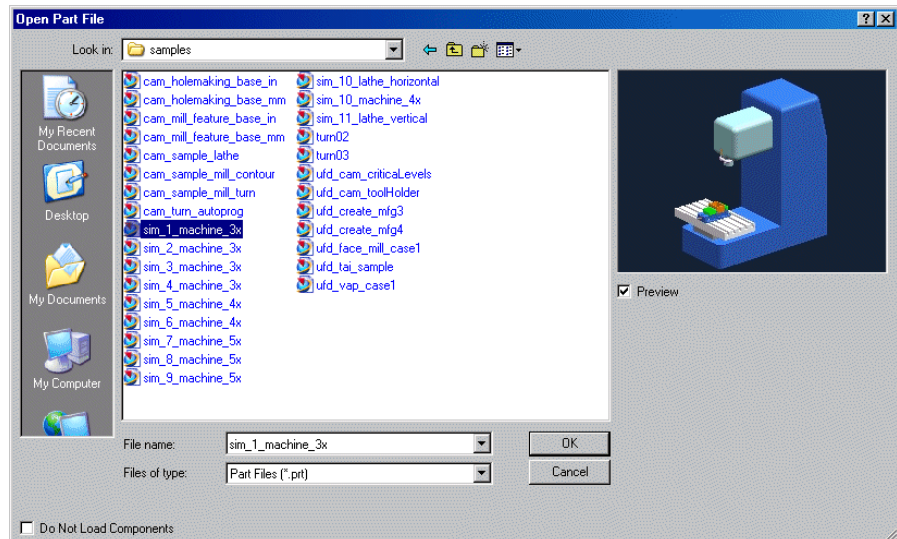 Open Part File
Look in: samples
My Recent
Documents
Desktop
My Documents
My Computer
cam_holemaking_base_in
cam_holemaking_base_mm
cam_mill_feature_base_in
cam_mill_feature_base_mm
cam_sample_lathe
cam_sample_mill_contour
cam_sample_mill_turn
cam_turn_autoprog
sim_1_machine_3x
sim_2_machine_3x
sim_3_machine_3x
sim_4_machine_3x
sim_5_machine_4x
sim_6_machine_4x
sim_7_machine_5x
sim_8_machine_5x
sim_9_machine_5x
sim_10_lathe_horizontal
sim_10_machine_4x
sim_11_lathe_vertical
turn02
turn03
ufd_cam_criticaLevels
ufd_cam_toolHolder
ufd_create_mfg3
ufd_create_mfg4
ufd_face_mill_case1
ufd_tai_sample
ufd_vap_case1
Preview
File name: sim_1_machine_3x OK
Files of type: Part Files (*.prt) Cancel
Do Not Load Components